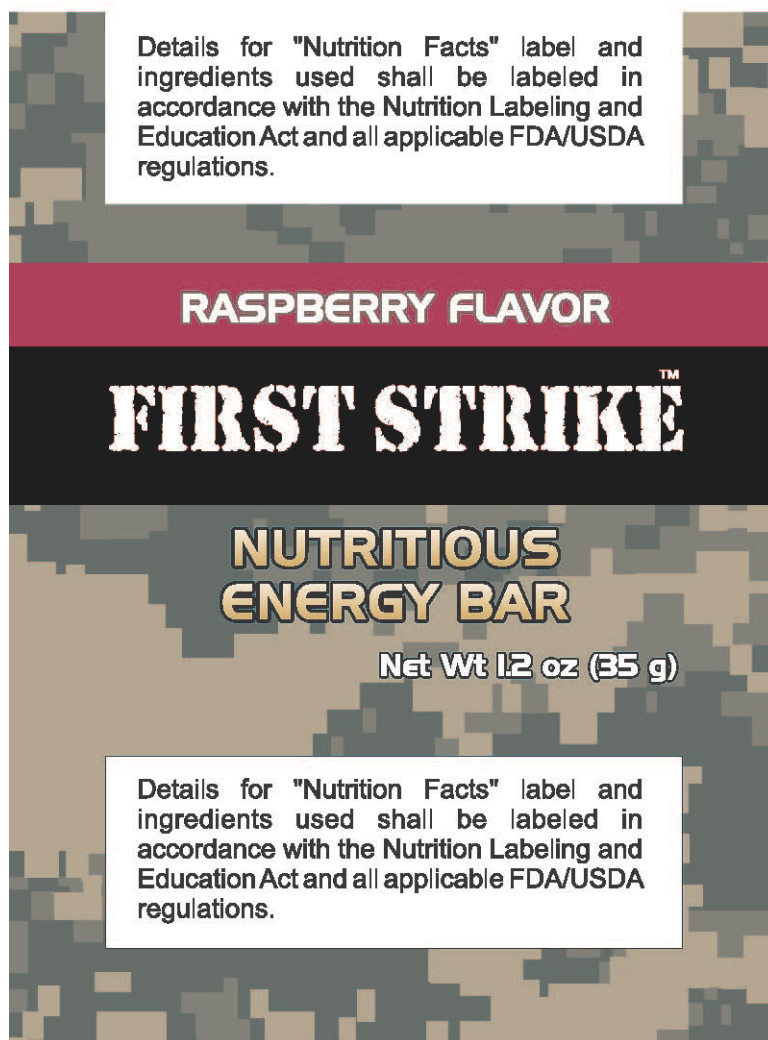 Details for "Nutrition Facts" label and
ingredients used shall be labeled in
accordance with the Nutrition Labeling and
Education Act and all applicable FDA/USDA
regulations.
RASPBERRY FLAVOR
FIRST STRIKE™
NUTRITIOUS
ENERGY BAR
Net Wt 1.2 oz (35 g)
Details for "Nutrition Facts" label and
ingredients used shall be labeled in
accordance with the Nutrition Labeling and
Education Act and all applicable FDA/USDA
regulations.